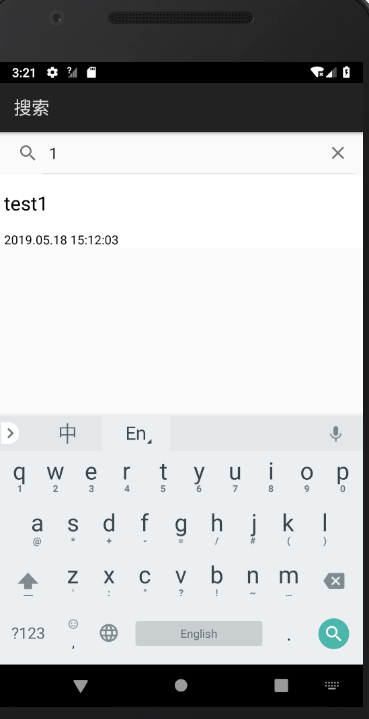 3:21
搜索
1
test1
2019.05.18 15:12:03
中 En
q w e r t y u i o p
1 2 3 4 5 6 7 8 9 0
a s d f g h j k l
@ * + - = / # ( )
z x c v b n m
' : " ? ! ~ …
?123 , English .